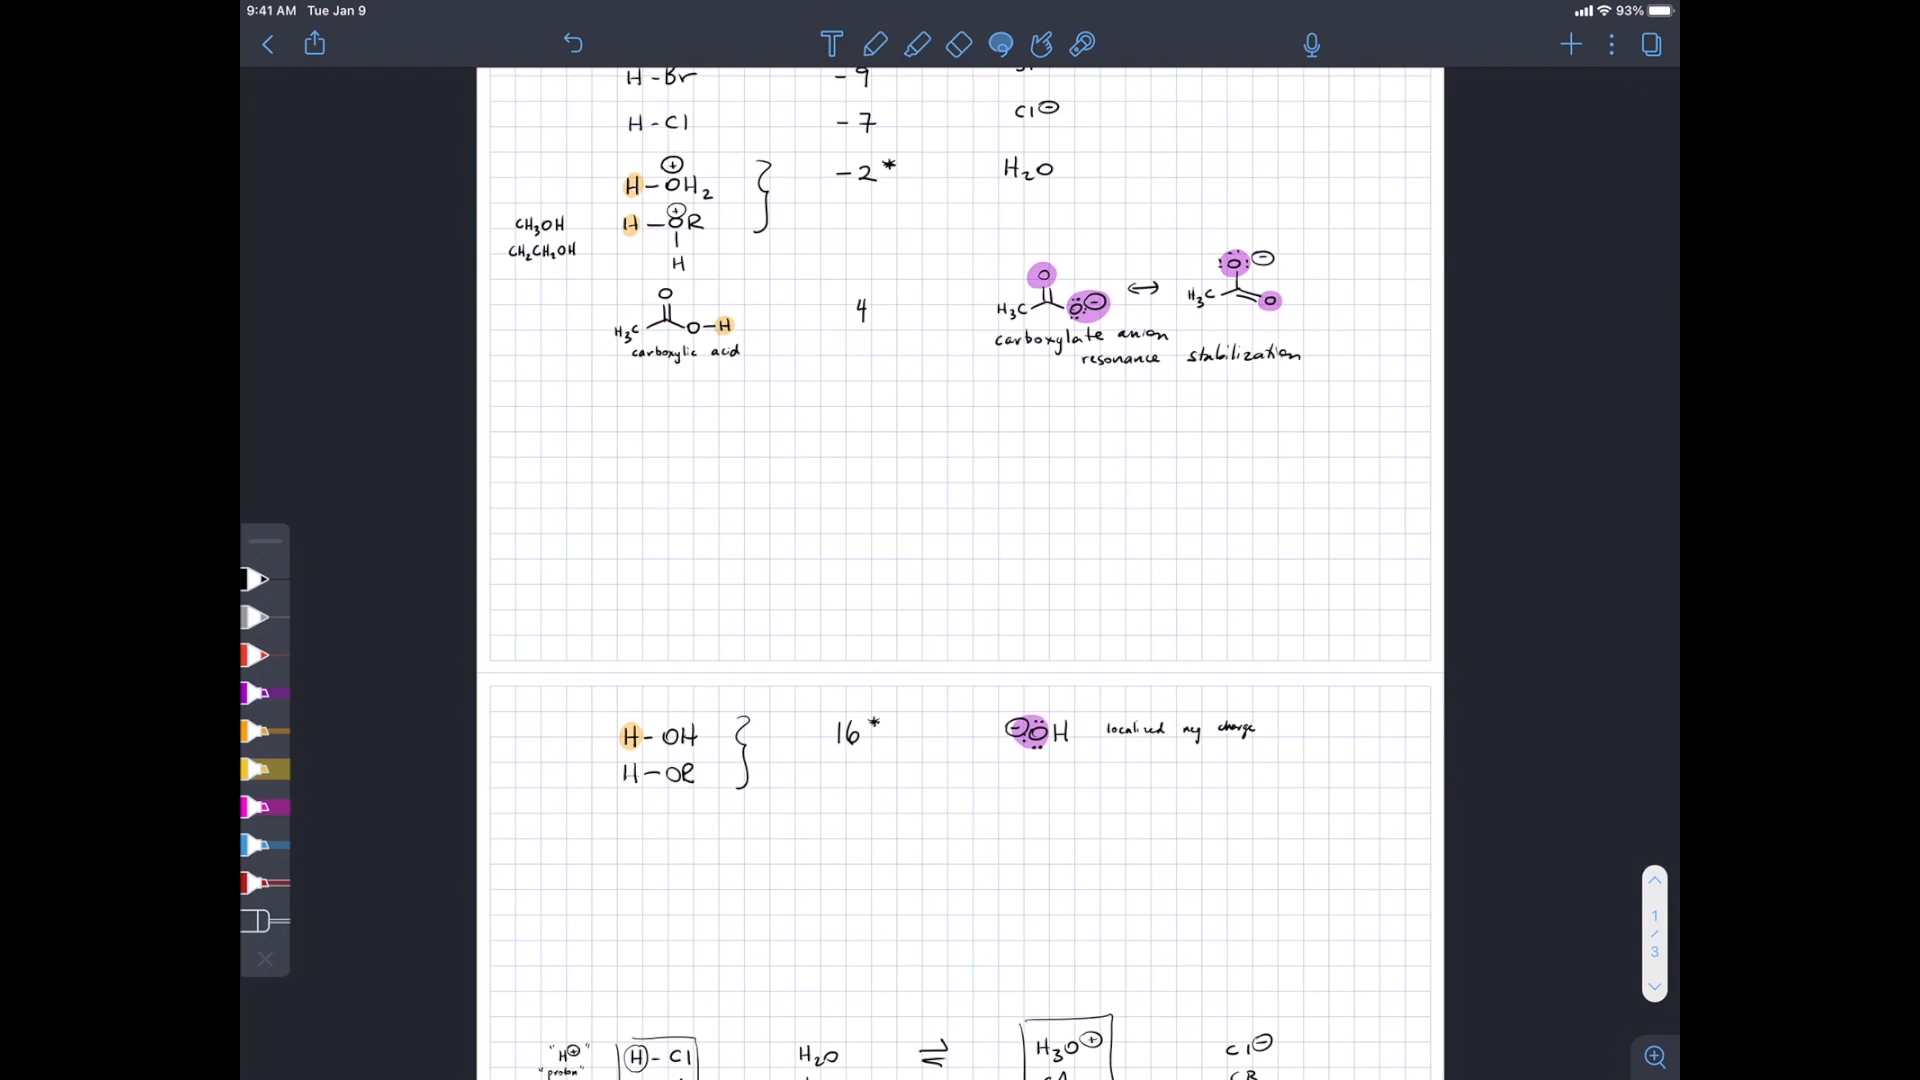 9:41 AM Tue Jan 9
93%
H-Br -9
H-Cl -7 Cl⊖
⊕
H-OH₂ -2* H₂O
⊕
CH₃OH H-OR
CH₂CH₂OH
H
O
H₃C O-H
carboxylic acid
4
O
H₃C O⊖ ↔ O⊖
H₃C O
carboxylate anion
resonance stabilization
H-OH 16* ⊖OH localized neg charge
H-OR
"H⊕" H-Cl H₂O ⇌ H₃O⊕ Cl⊖
"proton"
1
/
3